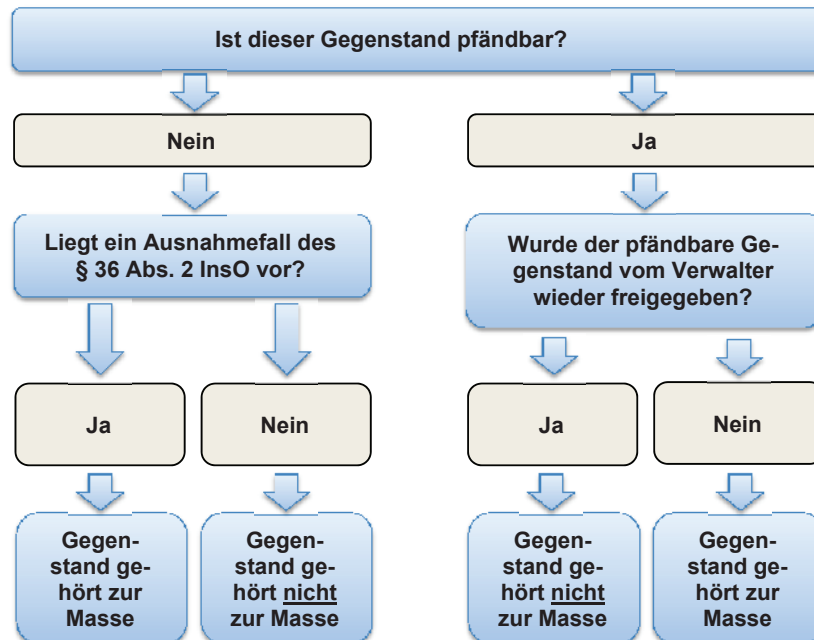 Ist dieser Gegenstand pfändbar?
Nein
Ja
Liegt ein Ausnahmefall des
§ 36 Abs. 2 InsO vor?
Wurde der pfändbare Ge-
genstand vom Verwalter
wieder freigegeben?
Ja
Nein
Ja
Nein
Gegen-
stand ge-
hört zur
Masse
Gegen-
stand ge-
hört nicht
zur Masse
Gegen-
stand ge-
hört nicht
zur Masse
Gegen-
stand ge-
hört zur
Masse